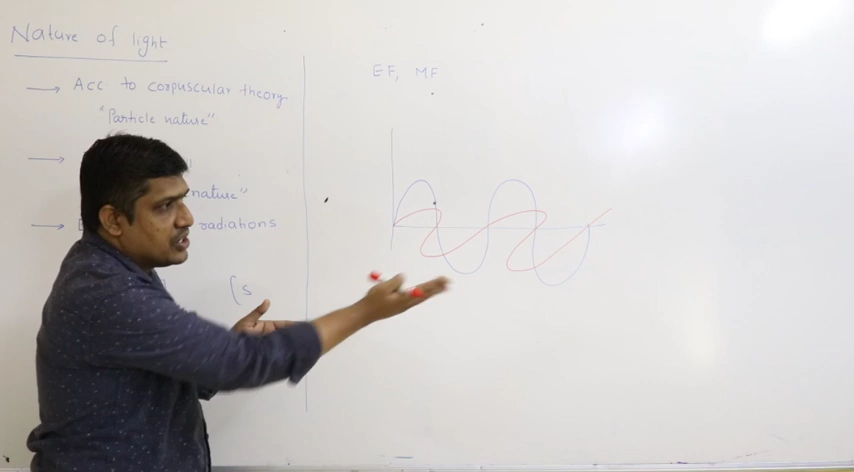 Nature of light
→ Acc to corpuscular theory
"Particle nature"
→
nature"
→ radiations
(s
EF, MF